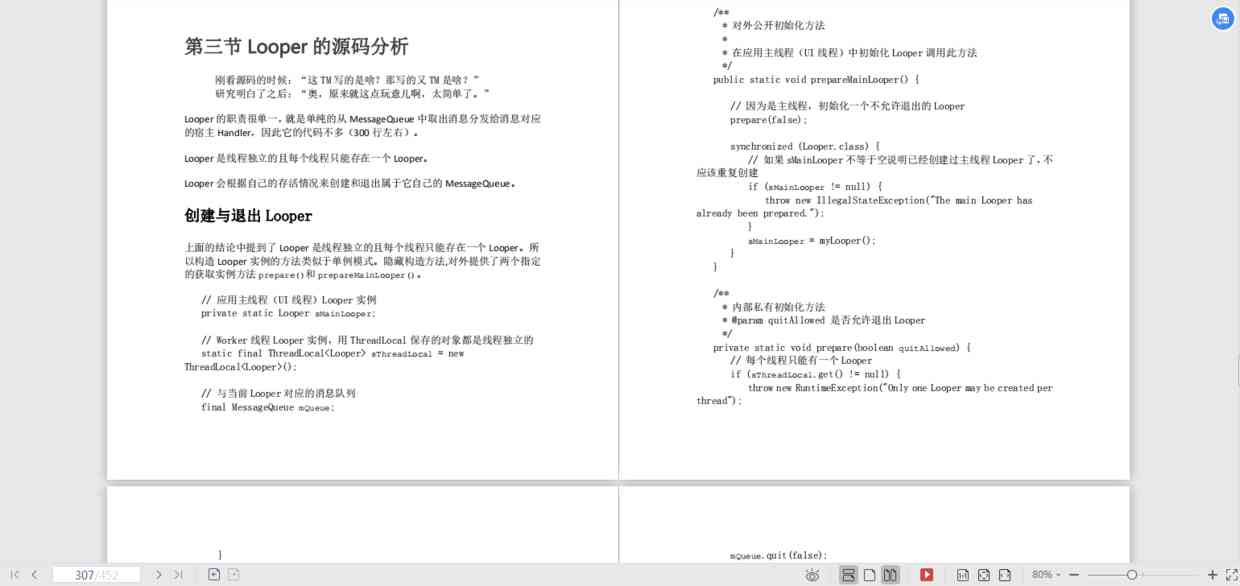 第三节 Looper 的源码分析
刚看源码的时候：“这 TM 写的是啥？那写的又 TM 是啥？”
研究明白了之后：“奥，原来就这点玩意儿啊，太简单了。”
Looper 的职责很单一，就是单纯的从 MessageQueue 中取出消息分发给消息对应
的宿主 Handler，因此它的代码不多（300 行左右）。
Looper 是线程独立的且每个线程只能存在一个 Looper。
Looper 会根据自己的存活情况来创建和退出属于它自己的 MessageQueue。
创建与退出 Looper
上面的结论中提到了 Looper 是线程独立的且每个线程只能存在一个 Looper。所
以构造 Looper 实例的方法类似于单例模式。隐藏构造方法,对外提供了两个指定
的获取实例方法 prepare()和 prepareMainLooper()。
// 应用主线程（UI 线程）Looper 实例
private static Looper sMainLooper;
// Worker 线程 Looper 实例，用 ThreadLocal 保存的对象都是线程独立的
static final ThreadLocal<Looper> sThreadLocal = new
ThreadLocal<Looper>();
// 与当前 Looper 对应的消息队列
final MessageQueue mQueue;
/**
* 对外公开初始化方法
*
* 在应用主线程（UI 线程）中初始化 Looper 调用此方法
*/
public static void prepareMainLooper() {
// 因为是主线程，初始化一个不允许退出的 Looper
prepare(false);
synchronized (Looper.class) {
// 如果 sMainLooper 不等于空说明已经创建过主线程 Looper 了，不
应该重复创建
if (sMainLooper != null) {
throw new IllegalStateException("The main Looper has
already been prepared.");
}
sMainLooper = myLooper();
}
}
/**
* 内部私有初始化方法
* @param quitAllowed 是否允许退出 Looper
*/
private static void prepare(boolean quitAllowed) {
// 每个线程只能有一个 Looper
if (sThreadLocal.get() != null) {
throw new RuntimeException("Only one Looper may be created per
thread");
}
mQueue.quit(false);
307/452
80%